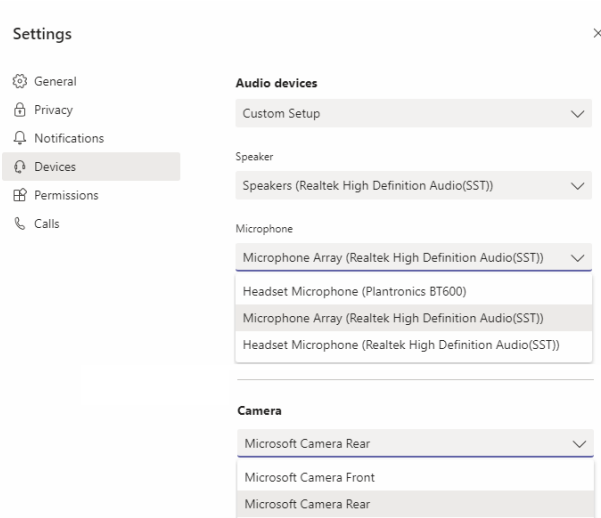 Settings
General
Privacy
Notifications
Devices
Permissions
Calls
Audio devices
Custom Setup
Speaker
Speakers (Realtek High Definition Audio(SST))
Microphone
Microphone Array (Realtek High Definition Audio(SST))
Headset Microphone (Plantronics BT600)
Microphone Array (Realtek High Definition Audio(SST))
Headset Microphone (Realtek High Definition Audio(SST))
Camera
Microsoft Camera Rear
Microsoft Camera Front
Microsoft Camera Rear